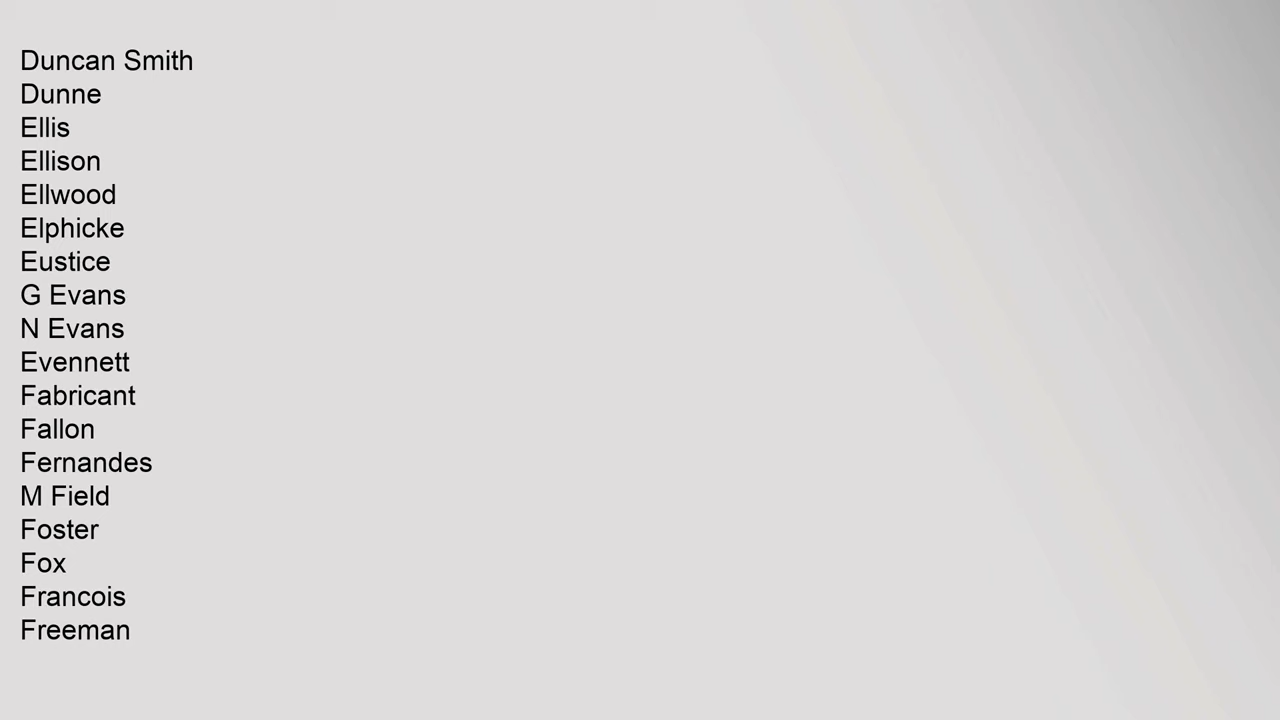 Duncan Smith
Dunne
Ellis
Ellison
Ellwood
Elphicke
Eustice
G Evans
N Evans
Evennett
Fabricant
Fallon
Fernandes
M Field
Foster
Fox
Francois
Freeman